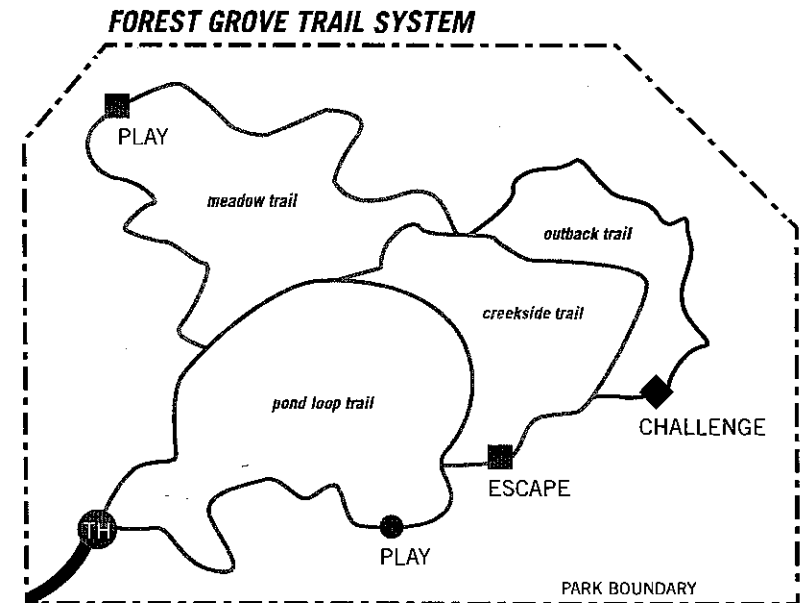 FOREST GROVE TRAIL SYSTEM
PLAY
meadow trail
outback trail
creekside trail
pond loop trail
CHALLENGE
ESCAPE
TH
PLAY
PARK BOUNDARY